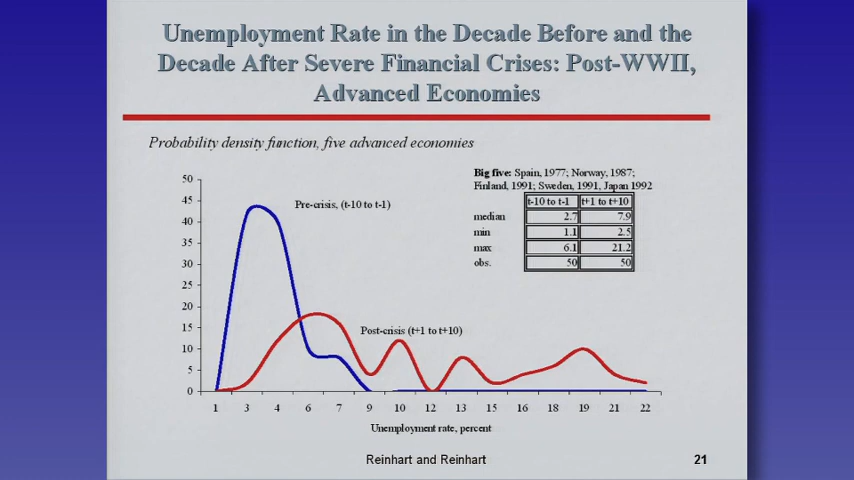 Unemployment Rate in the Decade Before and the
Decade After Severe Financial Crises: Post-WWII,
Advanced Economies
Probability density function, five advanced economies
Big five: Spain, 1977; Norway, 1987;
Finland, 1991; Sweden, 1991, Japan 1992
t-10 to t-1 t+1 to t+10
median 2.7 7.9
min 1.1 2.5
max 6.1 21.2
obs. 50 50
Pre-crisis, (t-10 to t-1)
Post-crisis (t+1 to t+10)
50
45
40
35
30
25
20
15
10
5
0
1 3 4 6 7 9 10 12 13 15 16 18 19 21 22
Unemployment rate, percent
Reinhart and Reinhart
21